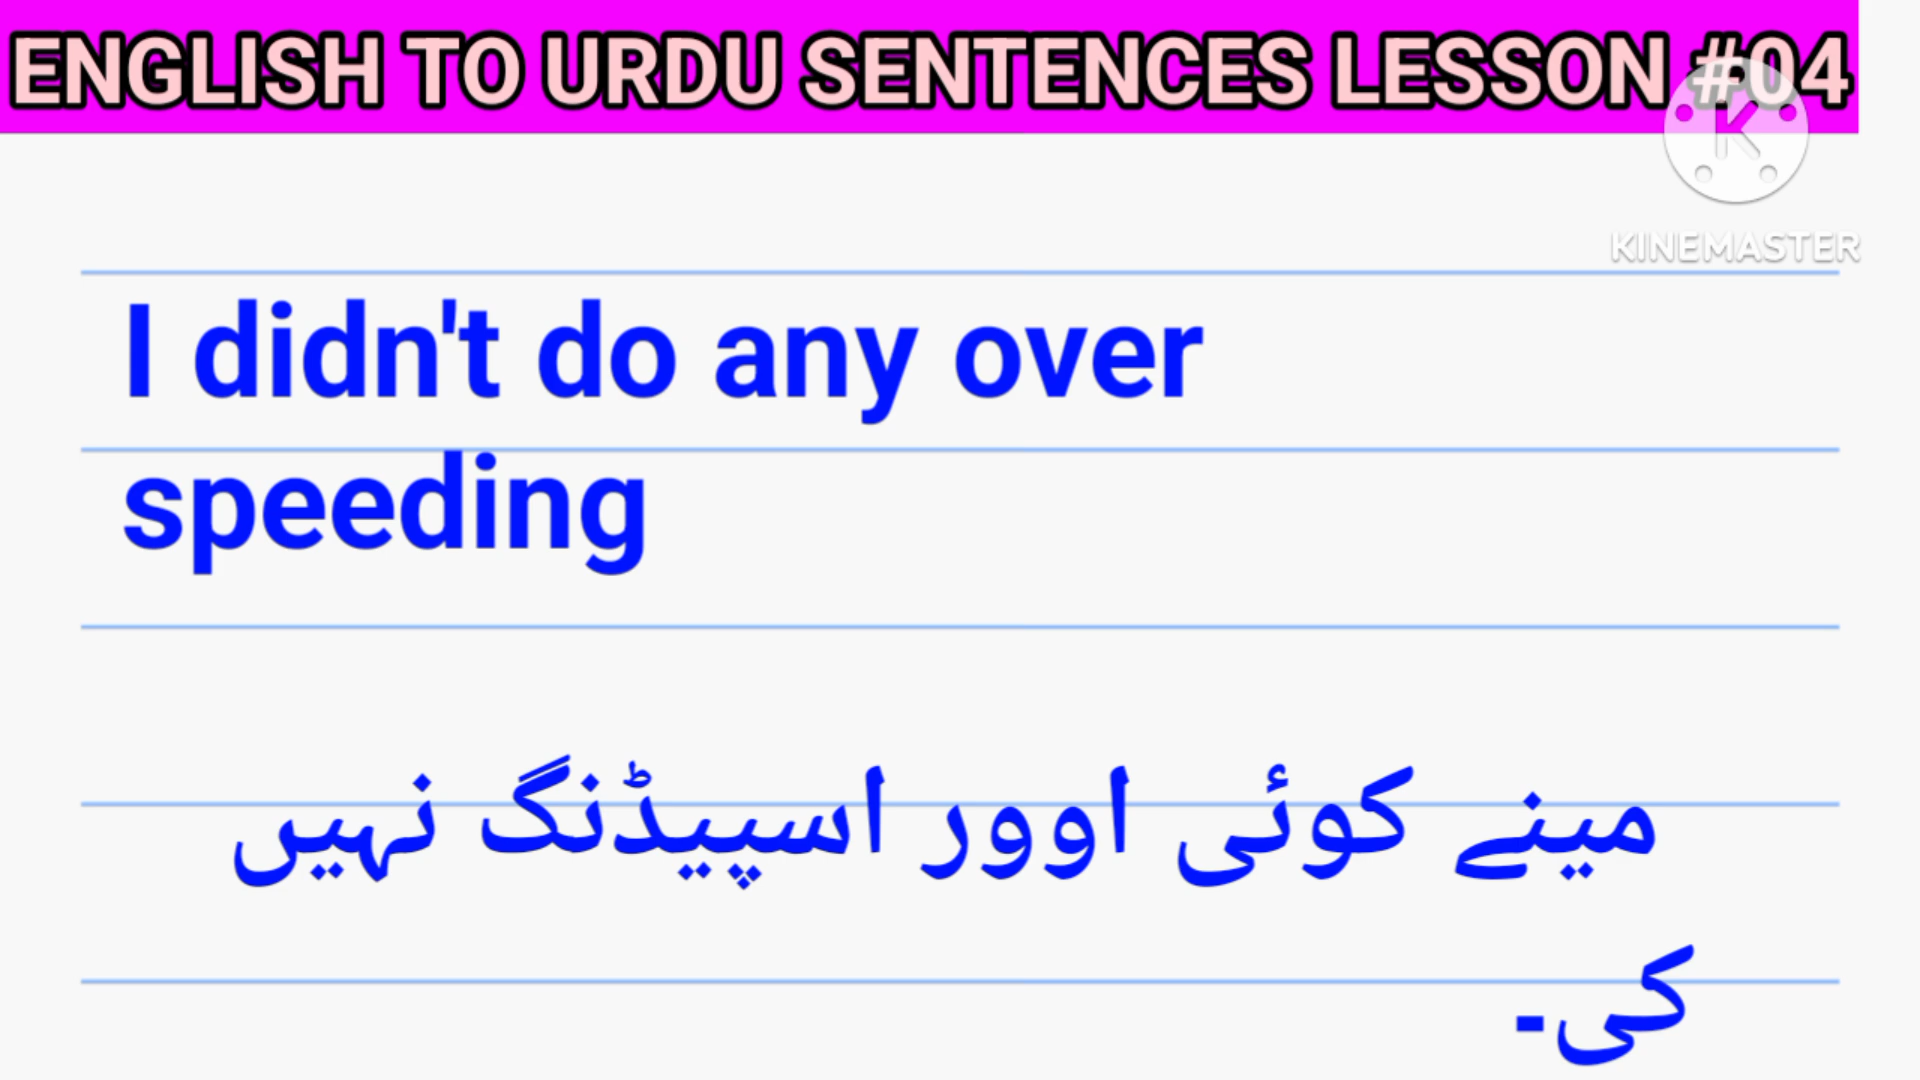 ENGLISH TO URDU SENTENCES LESSON #04
KINEMASTER
I didn't do any over
speeding
مینے کوئی اوور اسپیڈنگ نہیں
کی۔